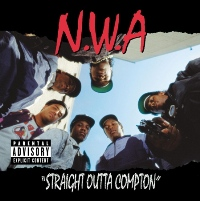 N.W.A
PARENTAL
ADVISORY
EXPLICIT CONTENT
"STRAIGHT OUTTA COMPTON"